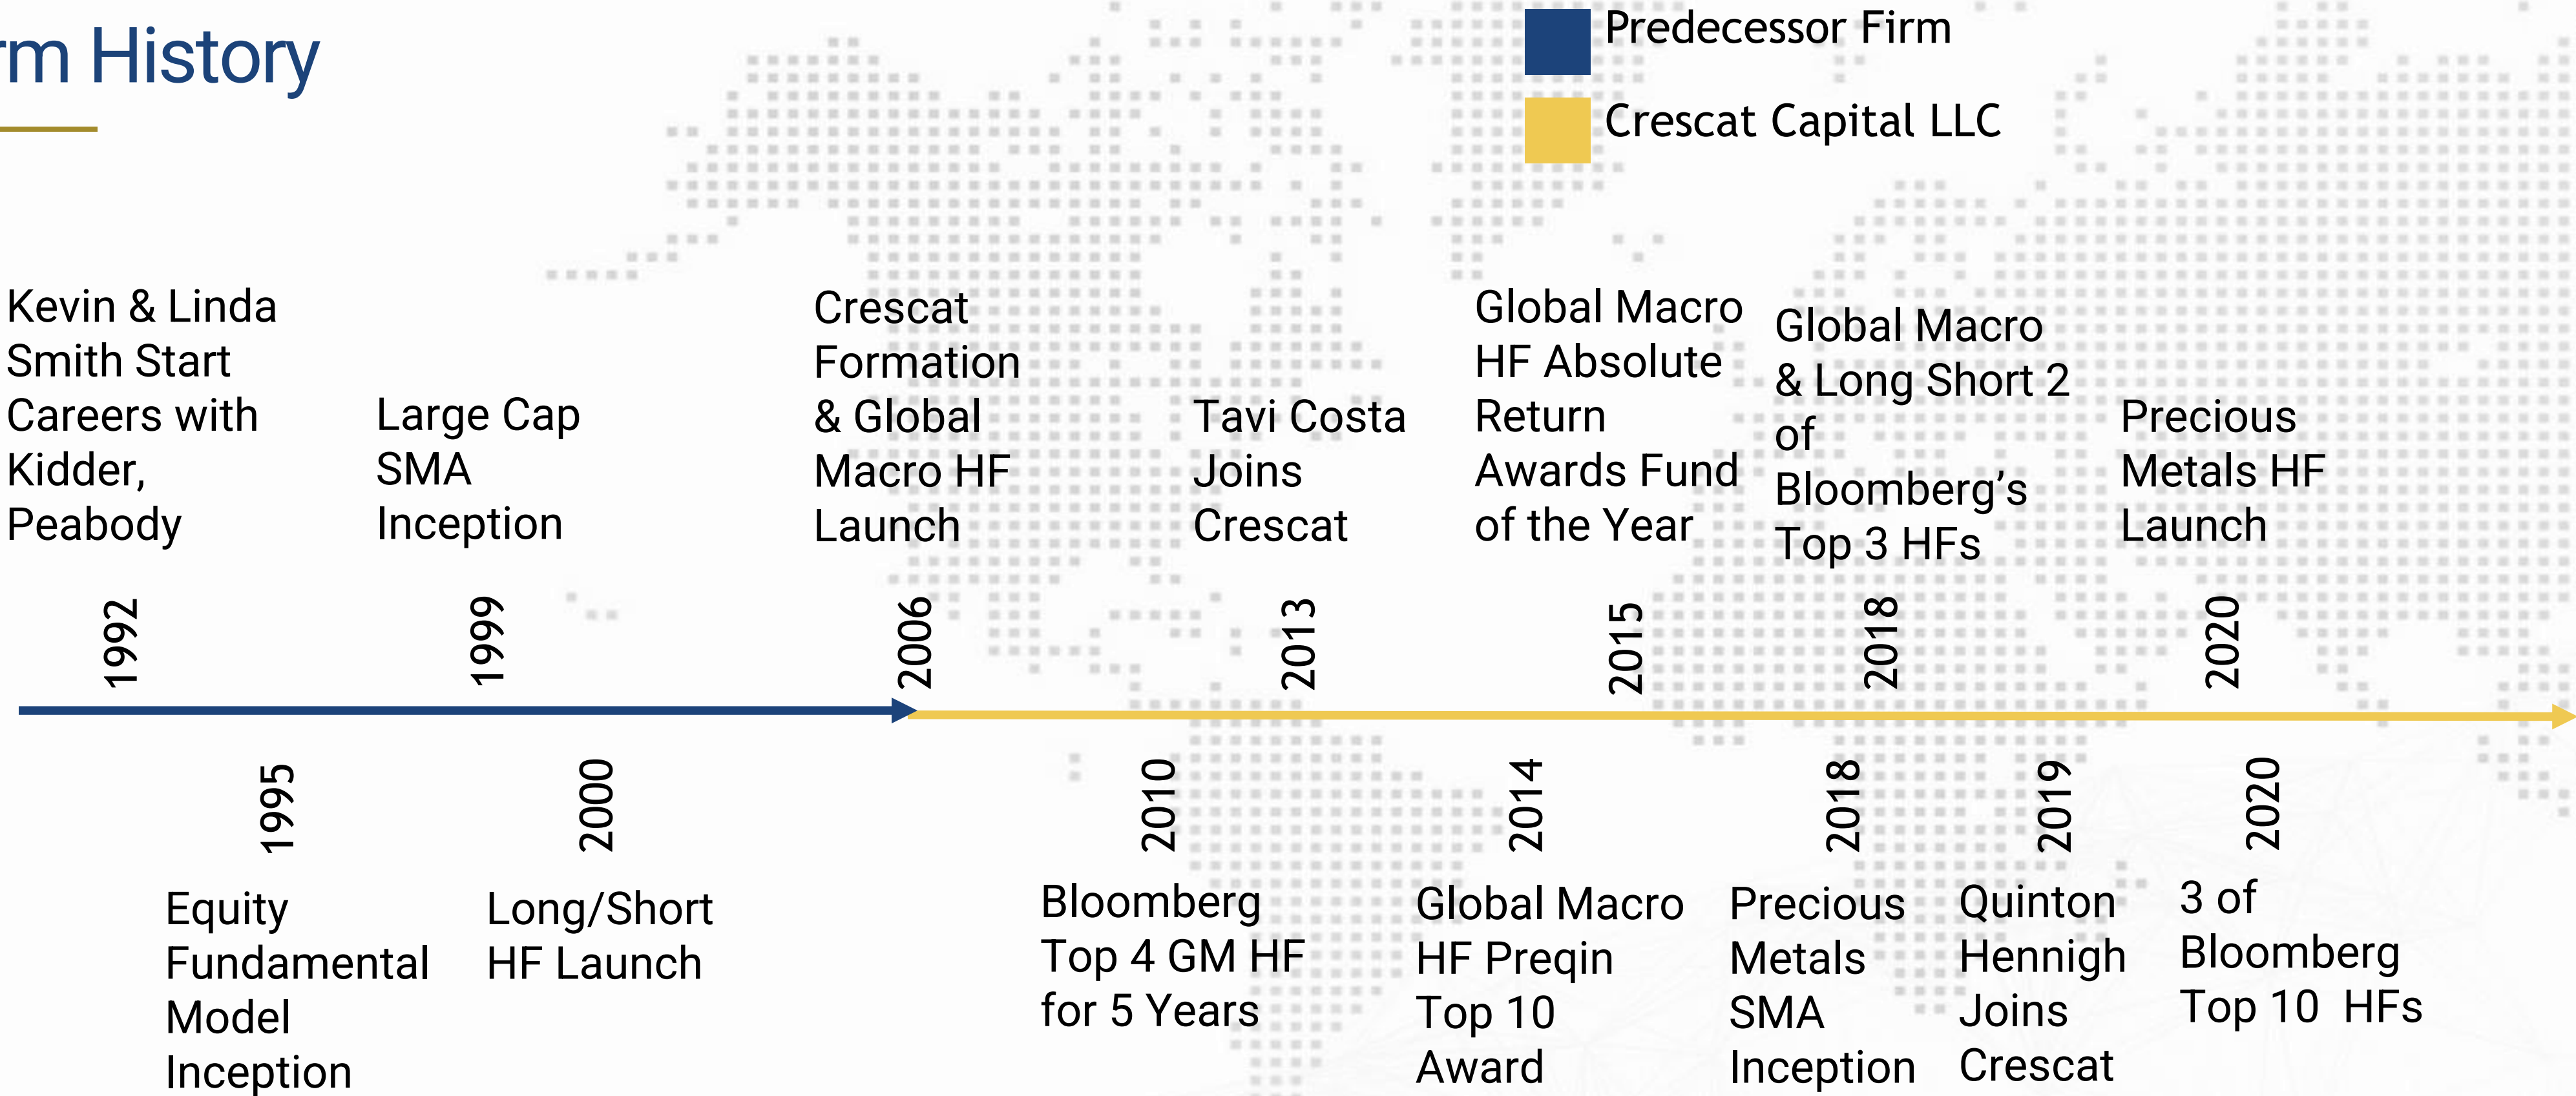 rm History
Predecessor Firm
Crescat Capital LLC
Kevin & Linda
Smith Start
Careers with
Kidder,
Peabody
Large Cap
SMA
Inception
Crescat
Formation
& Global
Macro HF
Launch
Tavi Costa
Joins
Crescat
Global Macro
HF Absolute
Return
Awards Fund
of the Year
Global Macro
& Long Short 2
of
Bloomberg’s
Top 3 HFs
Precious
Metals HF
Launch
1992
1999
2006
2013
2015
2018
2020
1995
2000
2010
2014
2018
2019
2020
Equity
Fundamental
Model
Inception
Long/Short
HF Launch
Bloomberg
Top 4 GM HF
for 5 Years
Global Macro
HF Preqin
Top 10
Award
Precious
Metals
SMA
Inception
Quinton
Hennigh
Joins
Crescat
3 of
Bloomberg
Top 10  HFs